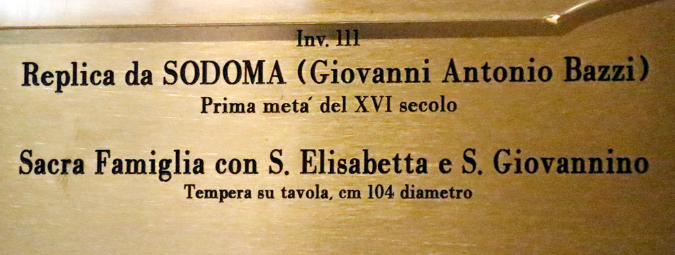 Inv. 111
Replica da SODOMA (Giovanni Antonio Bazzi)
Prima meta´ del XVI secolo
Sacra Famiglia con S. Elisabetta e S. Giovannino
Tempera su tavola, cm 104 diametro